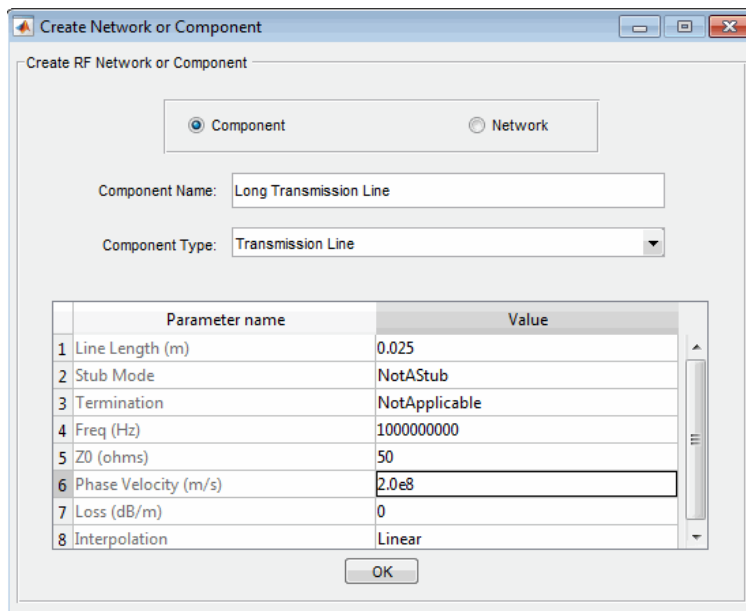 Create Network or Component
Create RF Network or Component
Component Network
Component Name: Long Transmission Line
Component Type: Transmission Line
Parameter name Value
1 Line Length (m) 0.025
2 Stub Mode NotAStub
3 Termination NotApplicable
4 Freq (Hz) 1000000000
5 Z0 (ohms) 50
6 Phase Velocity (m/s) 2.0e8
7 Loss (dB/m) 0
8 Interpolation Linear
OK